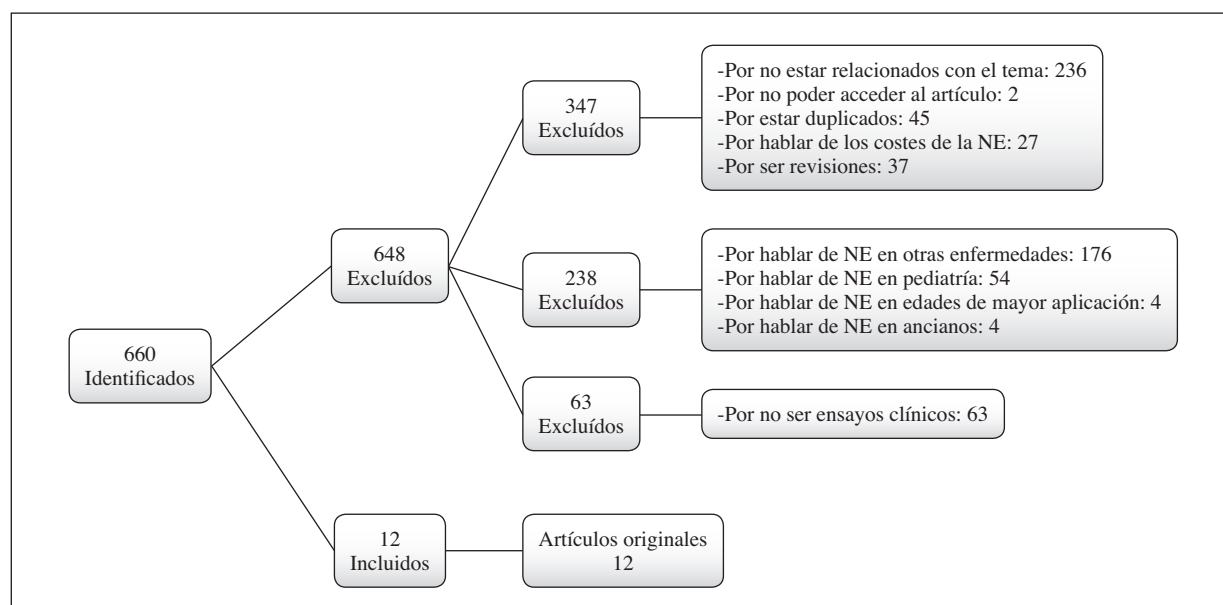 660
Identificados
648
Excluídos
347
Excluídos
-Por no estar relacionados con el tema: 236
-Por no poder acceder al artículo: 2
-Por estar duplicados: 45
-Por hablar de los costes de la NE: 27
-Por ser revisiones: 37
238
Excluídos
-Por hablar de NE en otras enfermedades: 176
-Por hablar de NE en pediatría: 54
-Por hablar de NE en edades de mayor aplicación: 4
-Por hablar de NE en ancianos: 4
63
Excluídos
-Por no ser ensayos clínicos: 63
12
Incluidos
Artículos originales
12